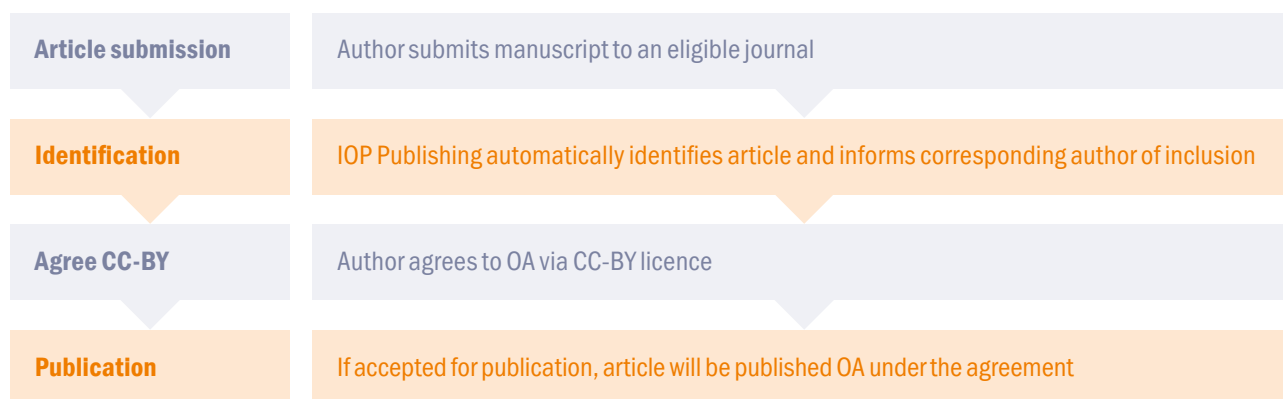 Article submission
Author submits manuscript to an eligible journal
Identification
IOP Publishing automatically identifies article and informs corresponding author of inclusion
Agree CC-BY
Author agrees to OA via CC-BY licence
Publication
If accepted for publication, article will be published OA under the agreement